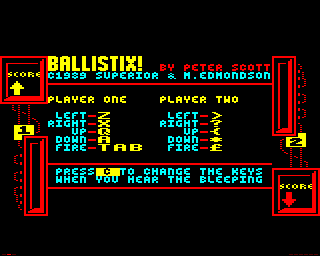 BALLISTIX!
BY PETER SCOTT
©1989 SUPERIOR & M.EDMONDSON
SCORE
PLAYER ONE PLAYER TWO
LEFT=Z LEFT=>
RIGHT=X RIGHT=?
UP=Q UP=
1 DOWN=A DOWN=* 2
FIRE=TAB FIRE=£
PRESS C TO CHANGE THE KEYS
WHEN YOU HEAR THE BLEEPING
SCORE